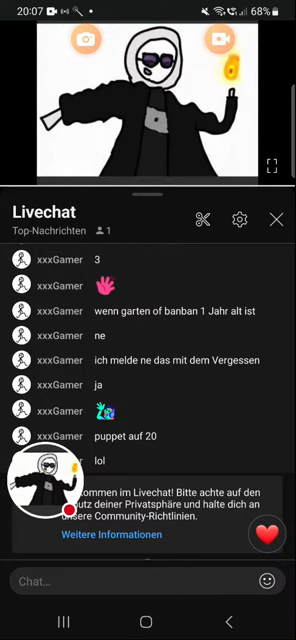 20:07
68%
Livechat
Top-Nachrichten 1
xxxGamer 3
xxxGamer
xxxGamer wenn garten of banban 1 Jahr alt ist
xxxGamer ne
xxxGamer ich melde ne das mit dem Vergessen
xxxGamer ja
xxxGamer
xxxGamer puppet auf 20
lol
kommen im Livechat! Bitte achte auf den
utz deiner Privatsphäre und halte dich an
unsere Community-Richtlinien.
Weitere Informationen
Chat...